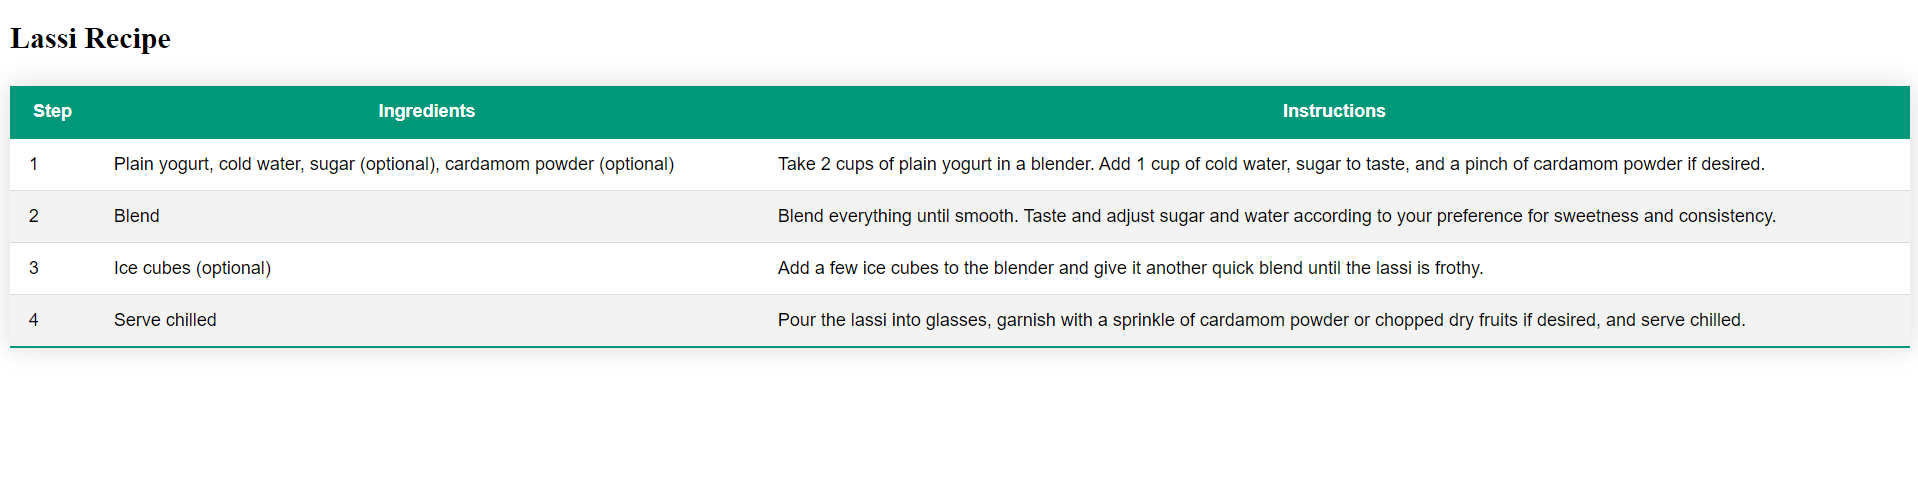 Lassi Recipe
Step Ingredients Instructions
1 Plain yogurt, cold water, sugar (optional), cardamom powder (optional) Take 2 cups of plain yogurt in a blender. Add 1 cup of cold water, sugar to taste, and a pinch of cardamom powder if desired.
2 Blend Blend everything until smooth. Taste and adjust sugar and water according to your preference for sweetness and consistency.
3 Ice cubes (optional) Add a few ice cubes to the blender and give it another quick blend until the lassi is frothy.
4 Serve chilled Pour the lassi into glasses, garnish with a sprinkle of cardamom powder or chopped dry fruits if desired, and serve chilled.